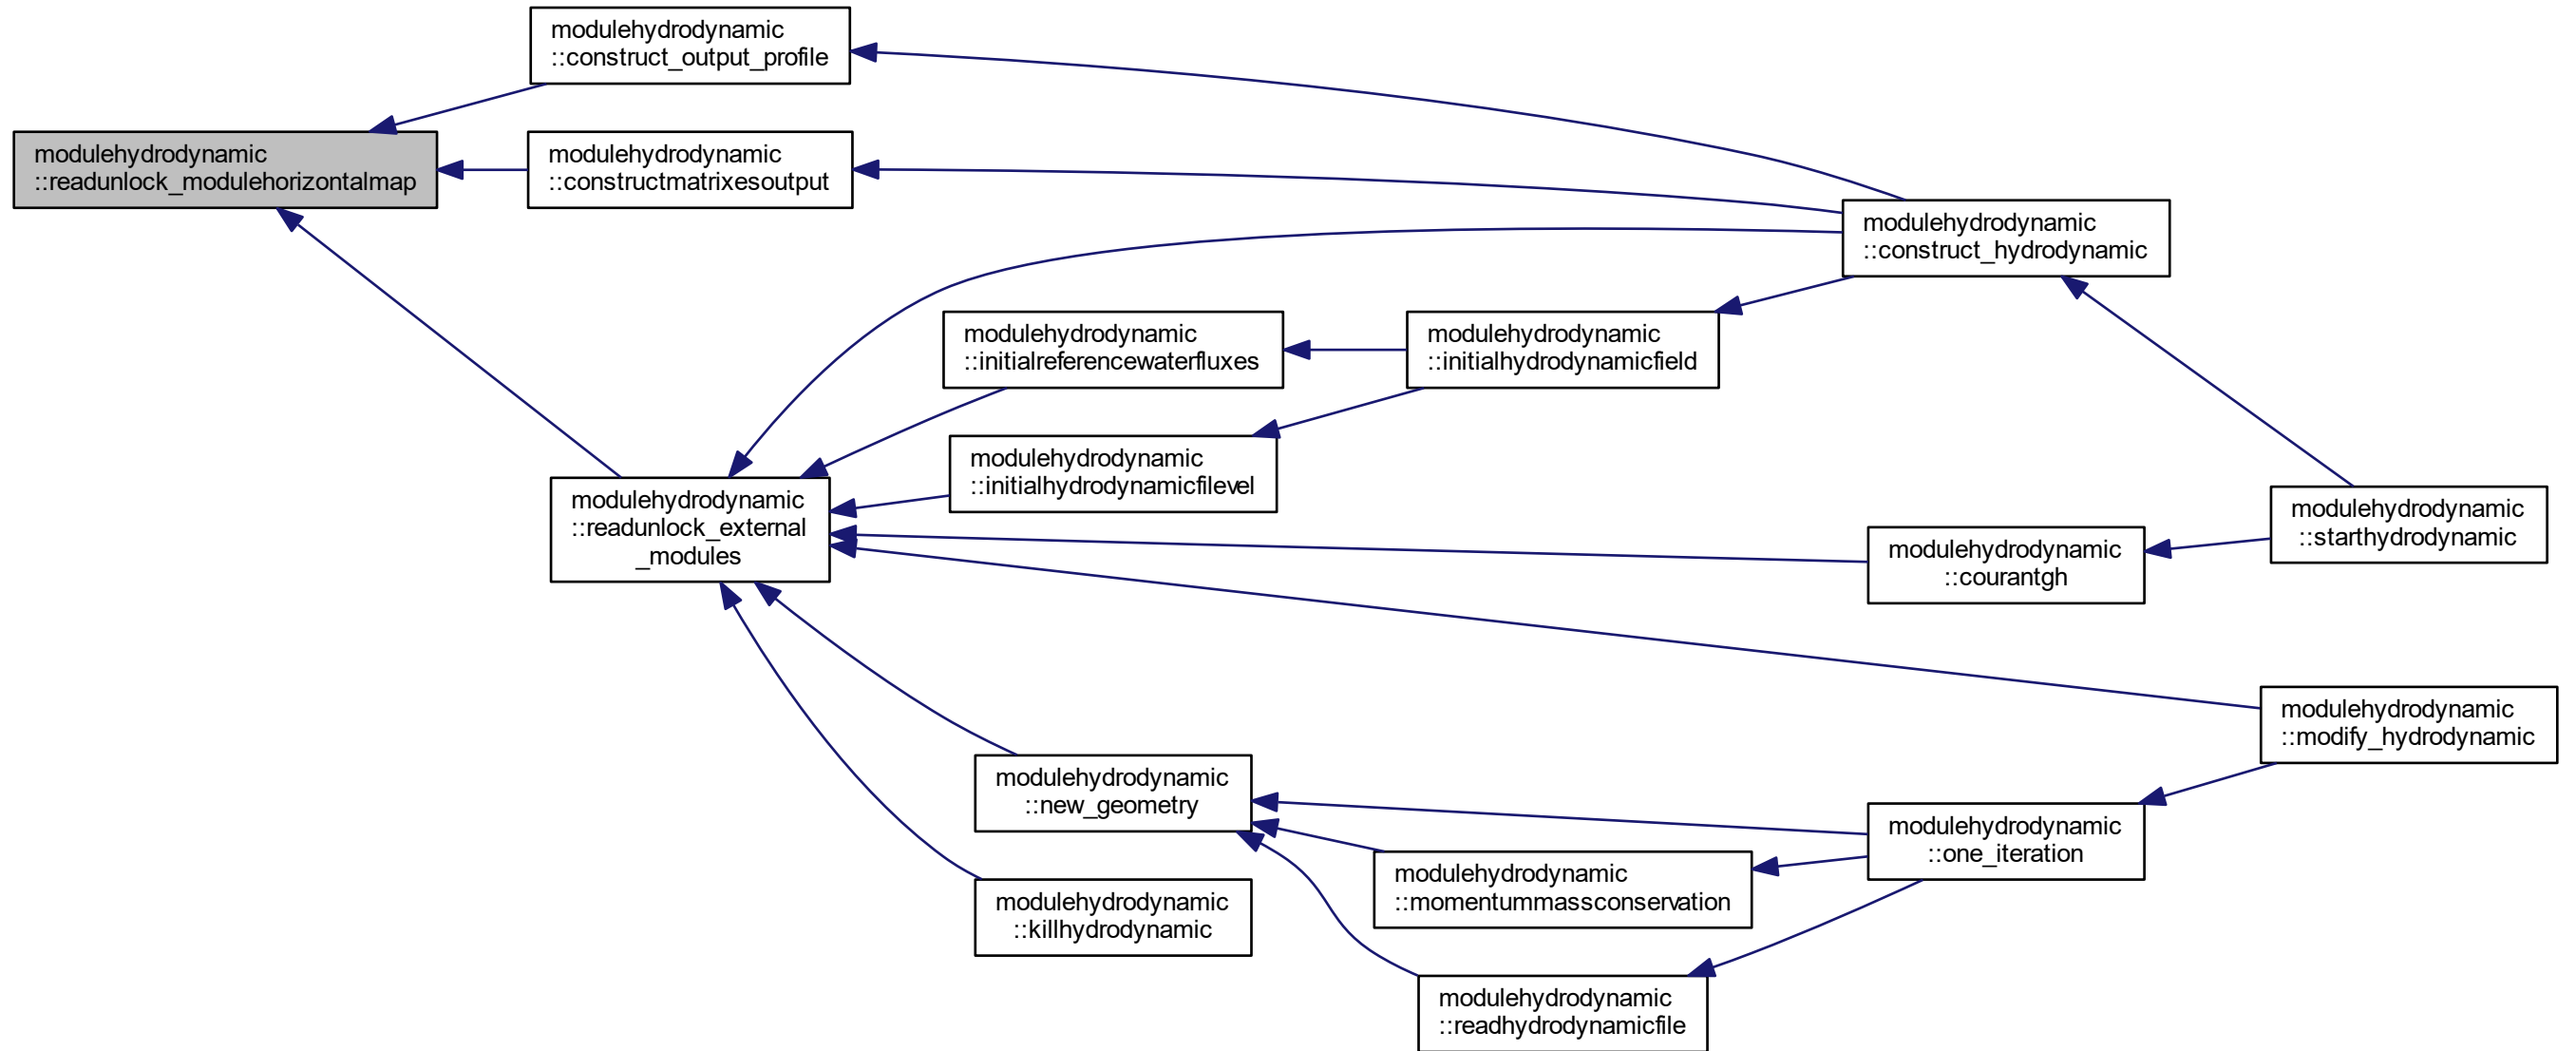 modulehydrodynamic
::construct_output_profile
modulehydrodynamic
::readunlock_modulehorizontalmap
modulehydrodynamic
::constructmatrixesoutput
modulehydrodynamic
::construct_hydrodynamic
modulehydrodynamic
::initialreferencewaterfluxes
modulehydrodynamic
::initialhydrodynamicfield
modulehydrodynamic
::initialhydrodynamicfilevel
modulehydrodynamic
::readunlock_external
_modules
modulehydrodynamic
::starthydrodynamic
modulehydrodynamic
::courantgh
modulehydrodynamic
::modify_hydrodynamic
modulehydrodynamic
::new_geometry
modulehydrodynamic
::one_iteration
modulehydrodynamic
::momentummassconservation
modulehydrodynamic
::killhydrodynamic
modulehydrodynamic
::readhydrodynamicfile